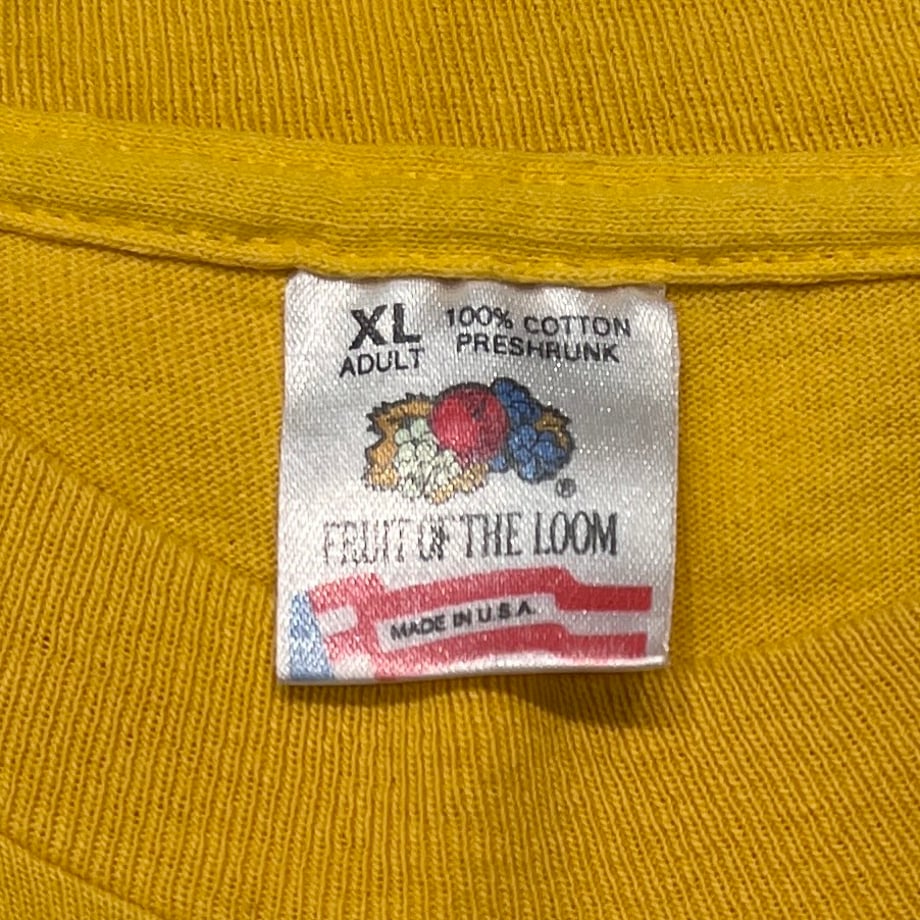 XL 100% COTTON
ADULT PRESHRUNK
®
FRUIT OF THE LOOM
MADE IN U.S.A.